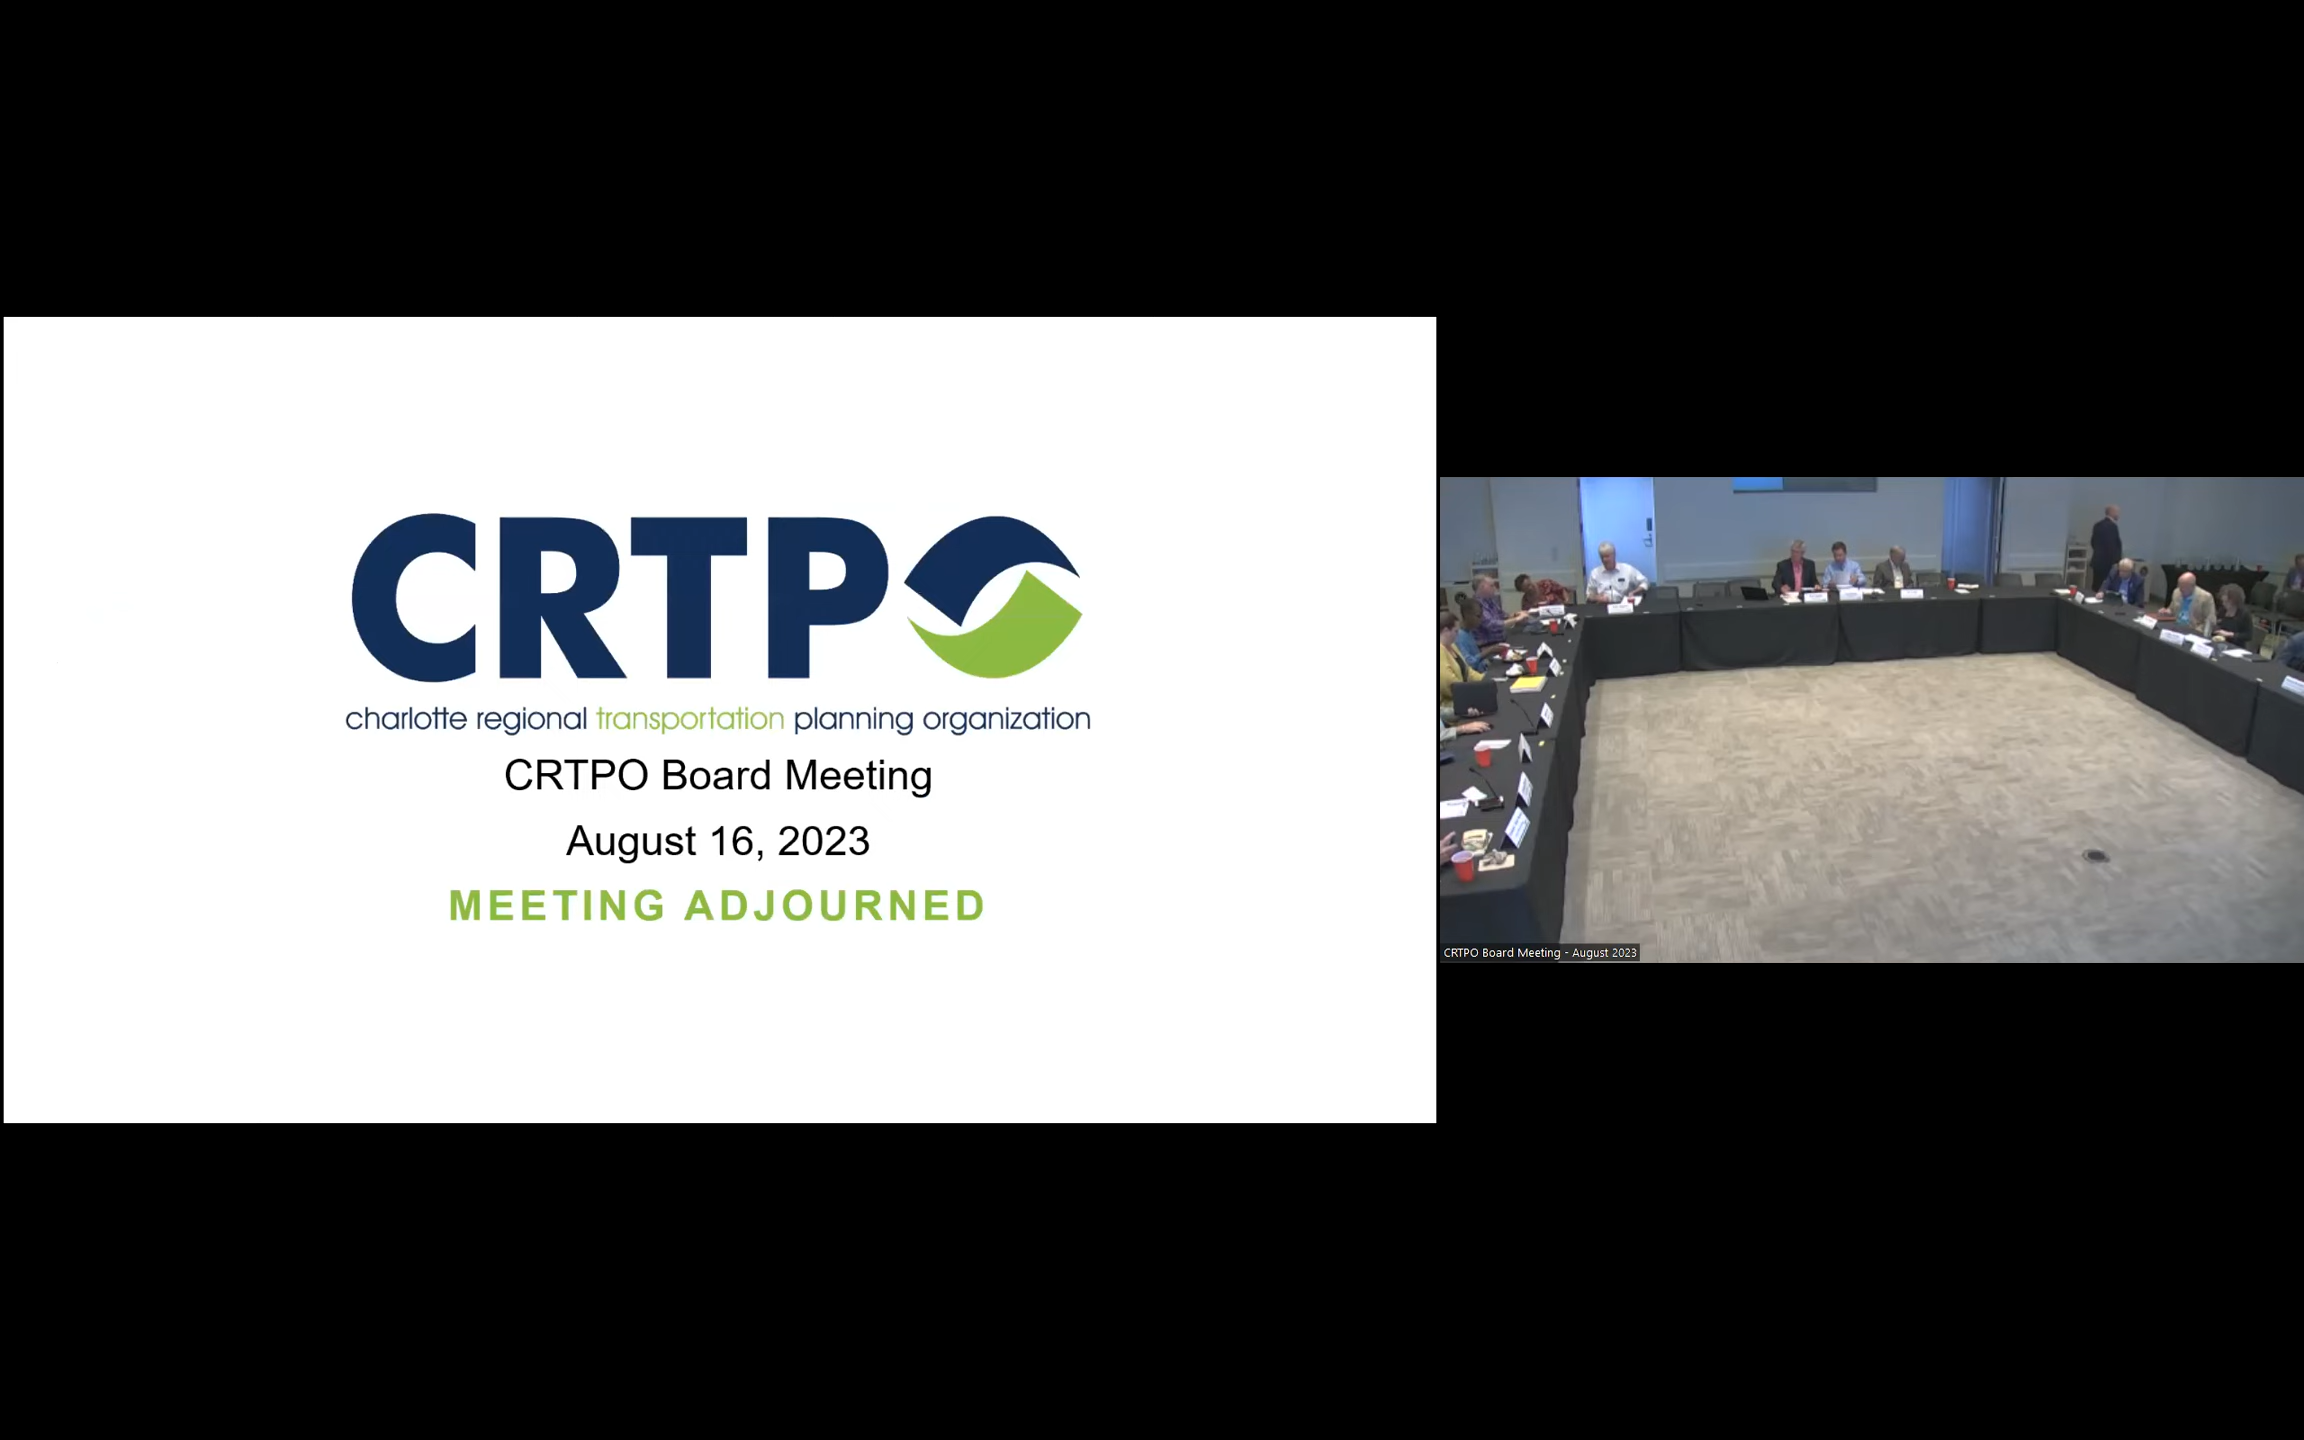 CRTPO
charlotte regional transportation planning organization
CRTPO Board Meeting
August 16, 2023
MEETING ADJOURNED
CRTPO Board Meeting - August 2023